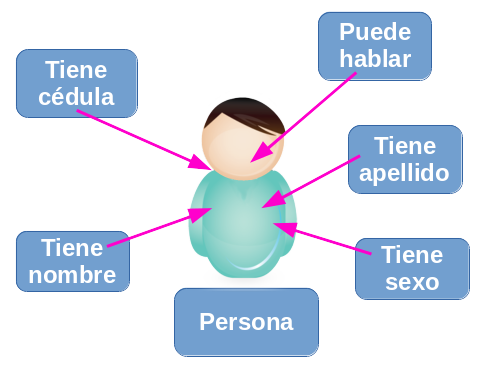 Puede
hablar
Tiene
cédula
Tiene
apellido
Tiene
nombre
Tiene
sexo
Persona